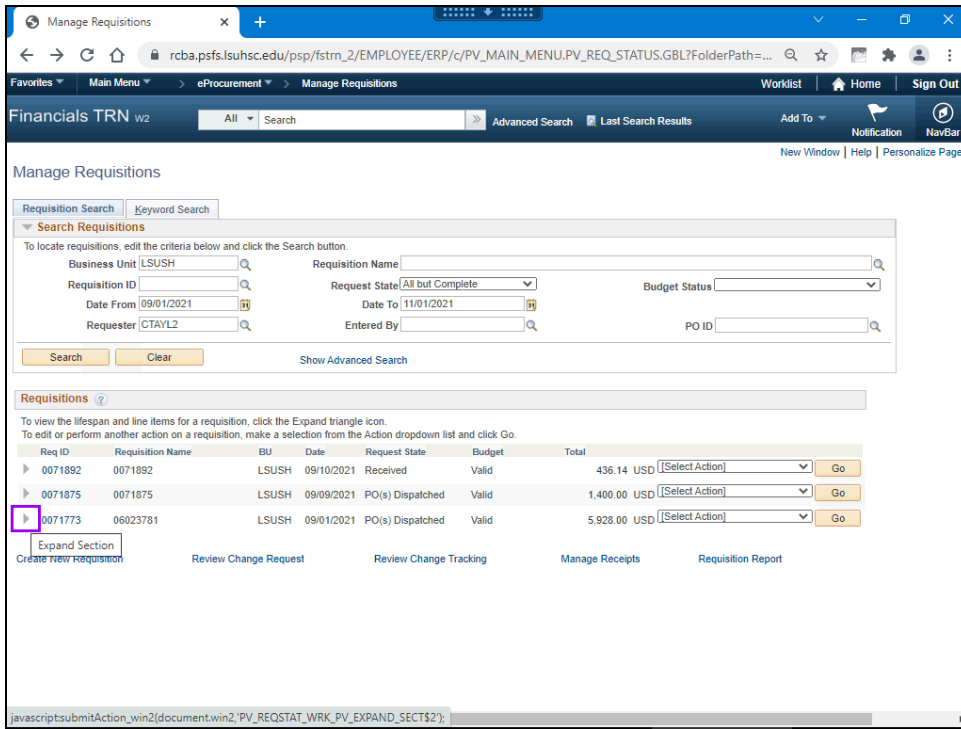 Manage Requisitions
rcba.psfs.lsuhsc.edu/psp/fstrn_2/EMPLOYEE/ERP/c/PV_MAIN_MENU.PV_REQ_STATUS.GBL?FolderPath=...
Favorites Main Menu > eProcurement > Manage Requisitions Worklist Home Sign Out
Financials TRN W2 All Search Advanced Search Last Search Results Add To Notification NavBar
New Window | Help | Personalize Page
Manage Requisitions
Requisition Search Keyword Search
Search Requisitions
To locate requisitions, edit the criteria below and click the Search button.
Business Unit LSUSH Requisition Name
Requisition ID Request State All but Complete Budget Status
Date From 09/01/2021 Date To 11/01/2021
Requester CTAYL2 Entered By PO ID
Search Clear Show Advanced Search
Requisitions ?
To view the lifespan and line items for a requisition, click the Expand triangle icon.
To edit or perform another action on a requisition, make a selection from the Action dropdown list and click Go.
Req ID Requisition Name BU Date Request State Budget Total
0071892 0071892 LSUSH 09/10/2021 Received Valid 436.14 USD [Select Action] Go
0071875 0071875 LSUSH 09/09/2021 PO(s) Dispatched Valid 1,400.00 USD [Select Action] Go
0071773 06023781 LSUSH 09/01/2021 PO(s) Dispatched Valid 5,928.00 USD [Select Action] Go
Expand Section
Create New Requisition Review Change Request Review Change Tracking Manage Receipts Requisition Report
javascript:submitAction_win2(document.win2,'PV_REQSTAT_WRK_PV_EXPAND_SECT$2');